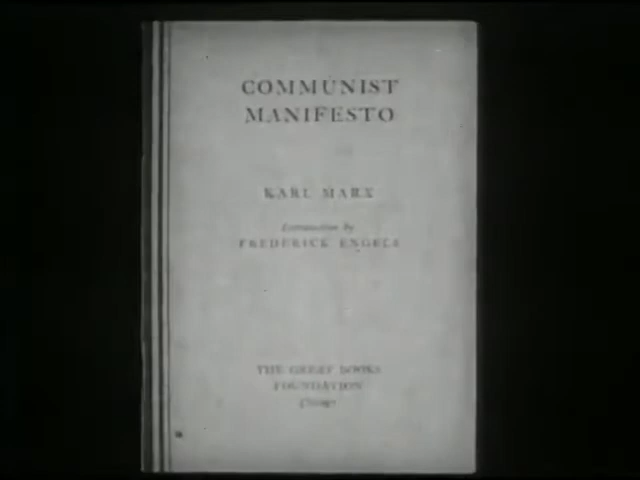 COMMUNIST
MANIFESTO
KARL MARX
Introduction by
FREDERICK ENGELS
THE GREAT BOOKS
FOUNDATION
Chicago